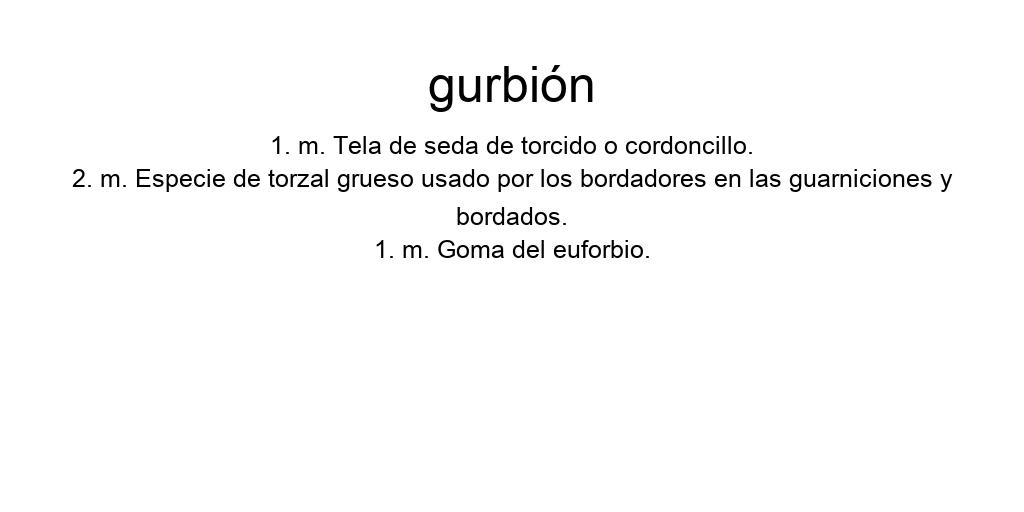 gurbión
1. m. Tela de seda de torcido o cordoncillo.
2. m. Especie de torzal grueso usado por los bordadores en las guarniciones y
bordados.
1. m. Goma del euforbio.